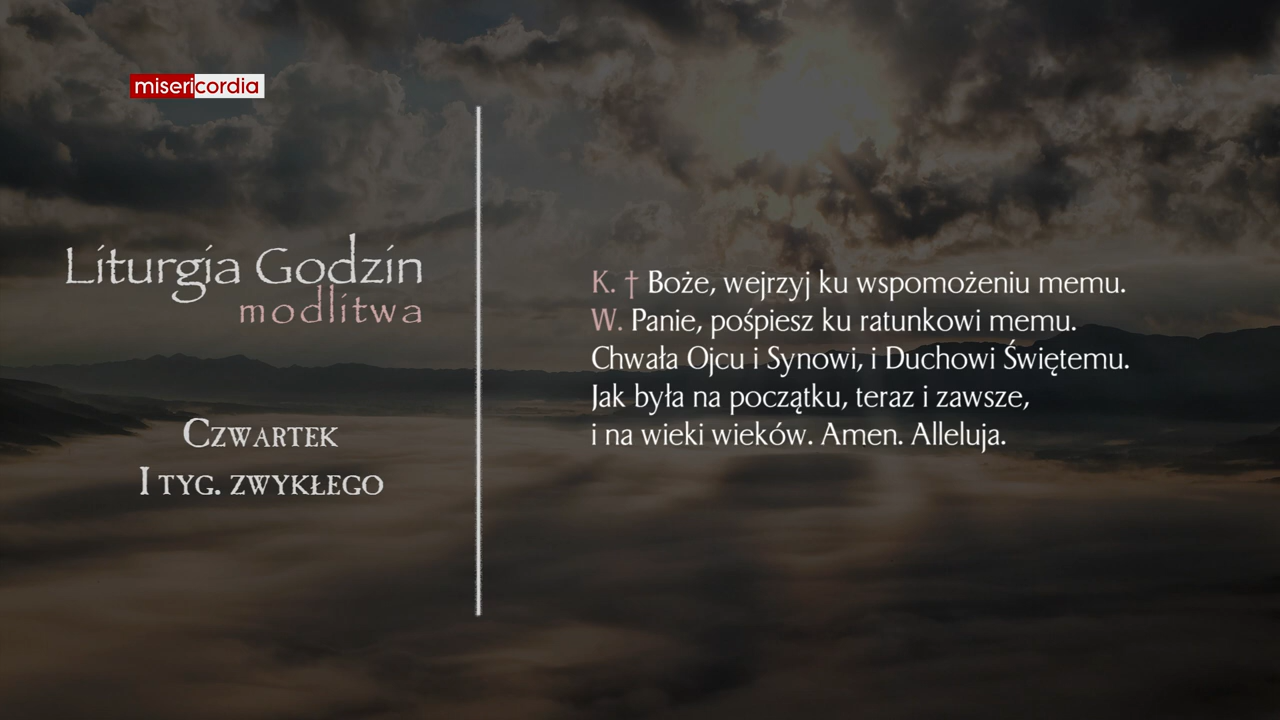 misericordia
Liturgia Godzin
modlitwa
Czwartek
I tyg. zwykłego
K. † Boże, wejrzyj ku wspomożeniu memu.
W. Panie, pośpiesz ku ratunkowi memu.
Chwała Ojcu i Synowi, i Duchowi Świętemu.
Jak była na początku, teraz i zawsze,
i na wieki wieków. Amen. Alleluja.